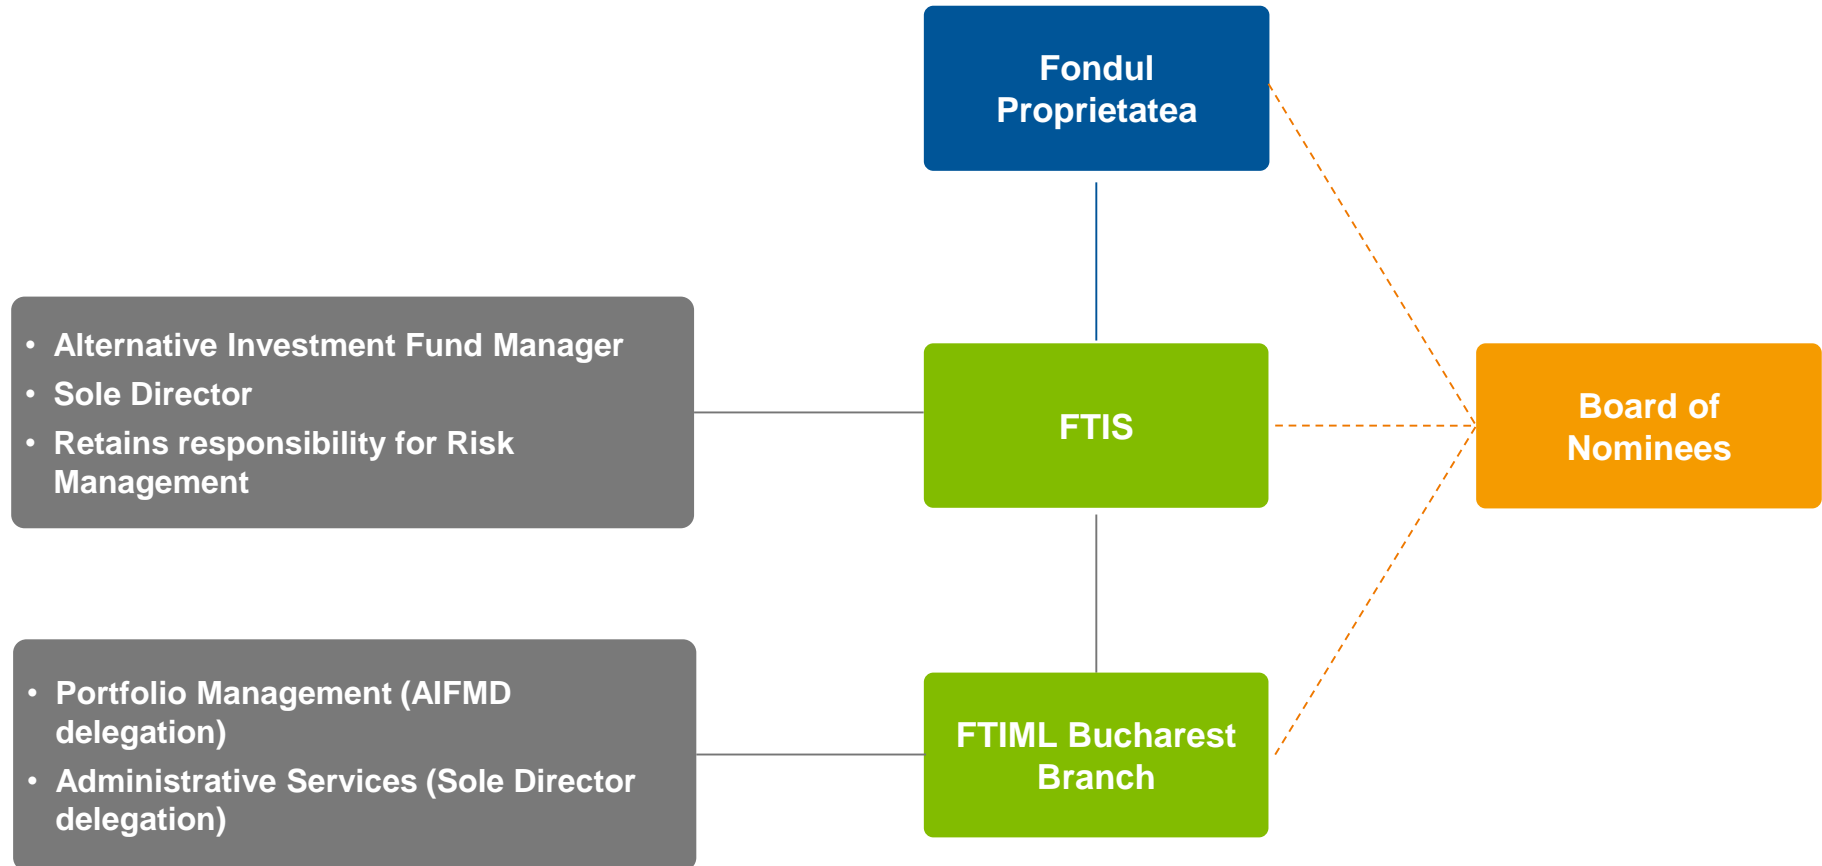 Fondul
Proprietatea
• Alternative Investment Fund Manager
• Sole Director
• Retains responsibility for Risk
Management
FTIS
Board of
Nominees
• Portfolio Management (AIFMD
delegation)
• Administrative Services (Sole Director
delegation)
FTIML Bucharest
Branch